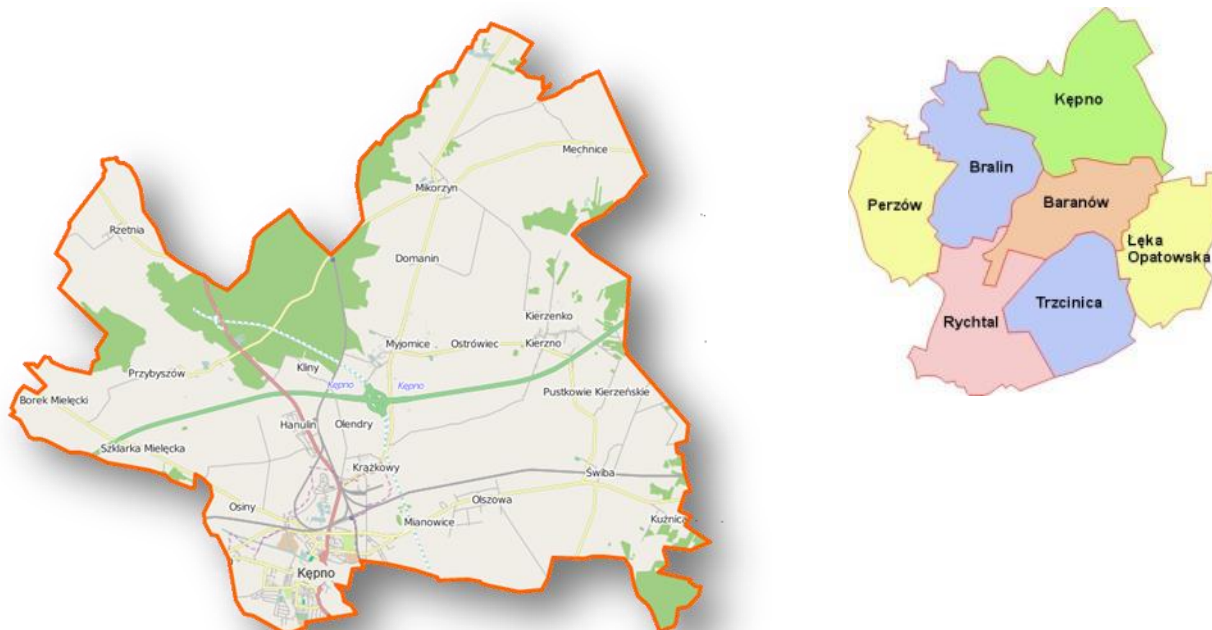 Mechnice
Mikorzyn
Rzetnia
Domanin
Kierzenko
Kierzno
Myjomice
Ostrówiec
Kliny
Przybyszów
Kępno
Kępno
Pustkowie Kierzeńskie
Borek Mielęcki
Hanulin
Olendry
Szklarka Mielęcka
Krążkowy
Świba
Olszowa
Osiny
Mianowice
Kuźnica
Kępno
Kępno
Bralin
Perzów
Baranów
Łęka
Opatowska
Trzcinica
Rychtal